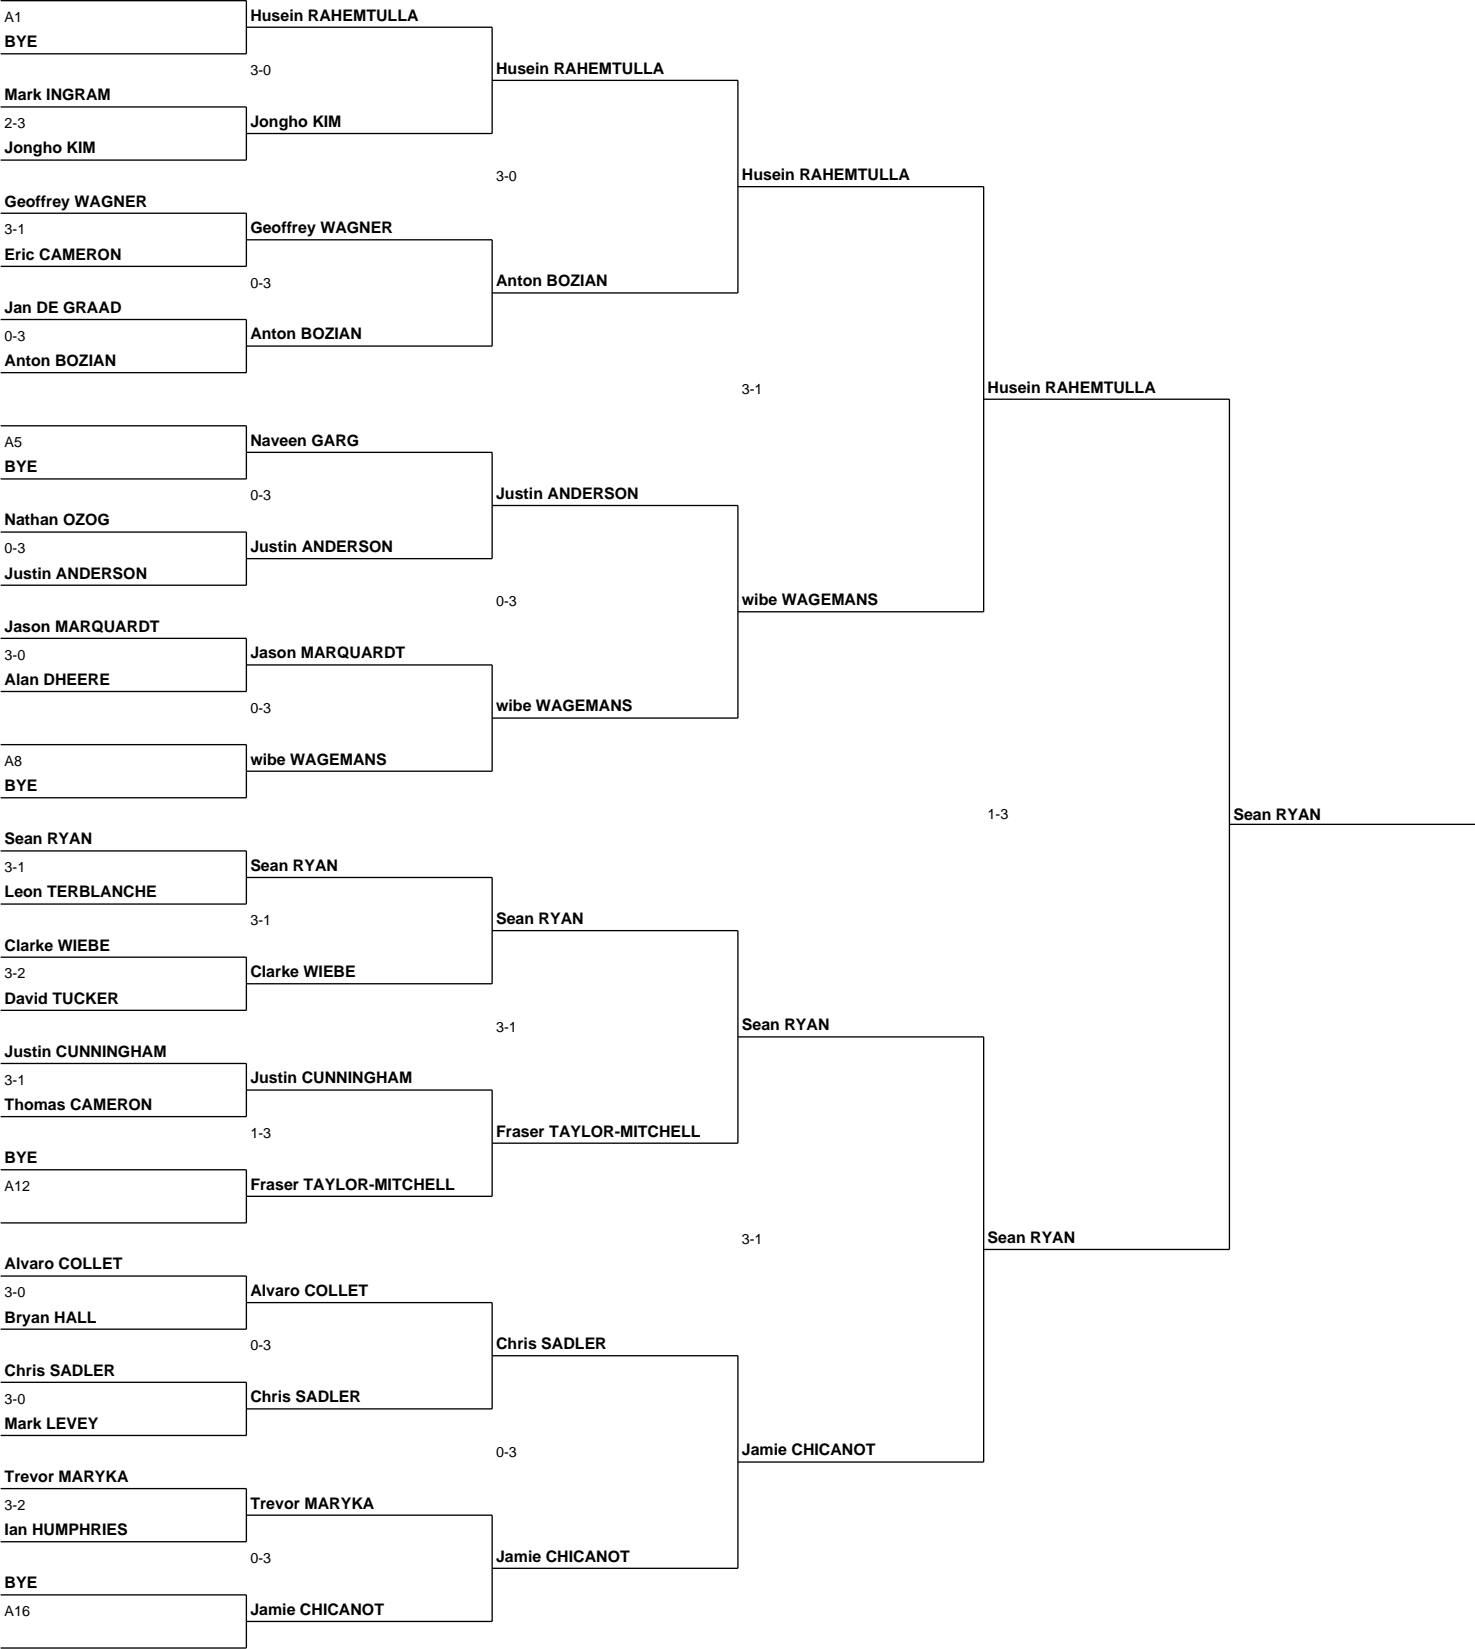 A1
BYE
Mark INGRAM
2-3
Jongho KIM
Geoffrey WAGNER
3-1
Eric CAMERON
Jan DE GRAAD
0-3
Anton BOZIAN
A5
BYE
Nathan OZOG
0-3
Justin ANDERSON
Jason MARQUARDT
3-0
Alan DHEERE
A8
BYE
Sean RYAN
3-1
Leon TERBLANCHE
Clarke WIEBE
3-2
David TUCKER
Justin CUNNINGHAM
3-1
Thomas CAMERON
BYE
A12
Alvaro COLLET
3-0
Bryan HALL
Chris SADLER
3-0
Mark LEVEY
Trevor MARYKA
3-2
Ian HUMPHRIES
BYE
A16
Husein RAHEMTULLA
3-0
Jongho KIM
Geoffrey WAGNER
0-3
Anton BOZIAN
Naveen GARG
0-3
Justin ANDERSON
Jason MARQUARDT
0-3
wibe WAGEMANS
Sean RYAN
3-1
Clarke WIEBE
Justin CUNNINGHAM
1-3
Fraser TAYLOR-MITCHELL
Alvaro COLLET
0-3
Chris SADLER
Trevor MARYKA
0-3
Jamie CHICANOT
Husein RAHEMTULLA
3-0
Anton BOZIAN
Justin ANDERSON
0-3
wibe WAGEMANS
Sean RYAN
3-1
Fraser TAYLOR-MITCHELL
Chris SADLER
0-3
Jamie CHICANOT
Husein RAHEMTULLA
3-1
wibe WAGEMANS
Sean RYAN
3-1
Jamie CHICANOT
Husein RAHEMTULLA
1-3
Sean RYAN
Sean RYAN